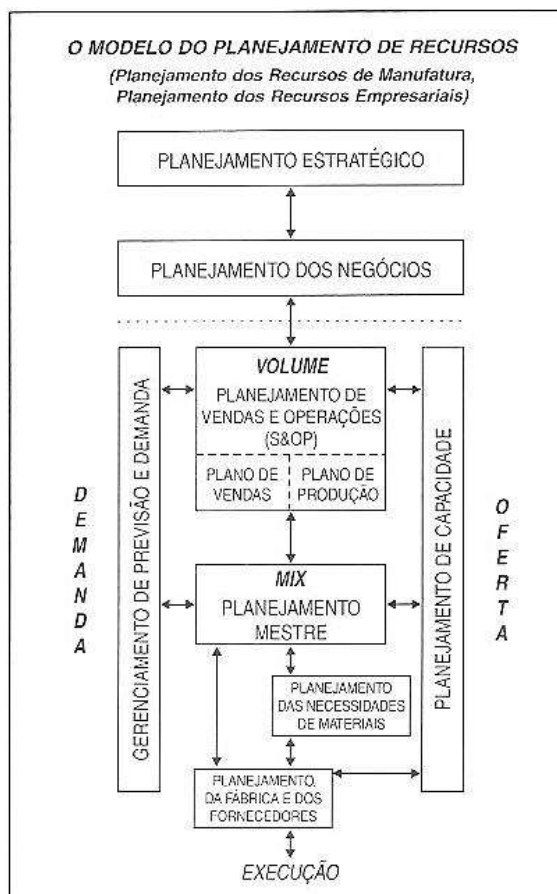 O MODELO DO PLANEJAMENTO DE RECURSOS
(Planejamento dos Recursos de Manufatura,
Planejamento dos Recursos Empresariais)
PLANEJAMENTO ESTRATÉGICO
PLANEJAMENTO DOS NEGÓCIOS
DEMANDA
GERENCIAMENTO DE PREVISÃO E DEMANDA
VOLUME
PLANEJAMENTO DE
VENDAS E OPERAÇÕES
(S&OP)
PLANO DE
VENDAS
PLANO DE
PRODUÇÃO
MIX
PLANEJAMENTO
MESTRE
PLANEJAMENTO
DAS NECESSIDADES
DE MATERIAIS
PLANEJAMENTO
DA FÁBRICA E DOS
FORNECEDORES
EXECUÇÃO
PLANEJAMENTO DE CAPACIDADE
OFERTA